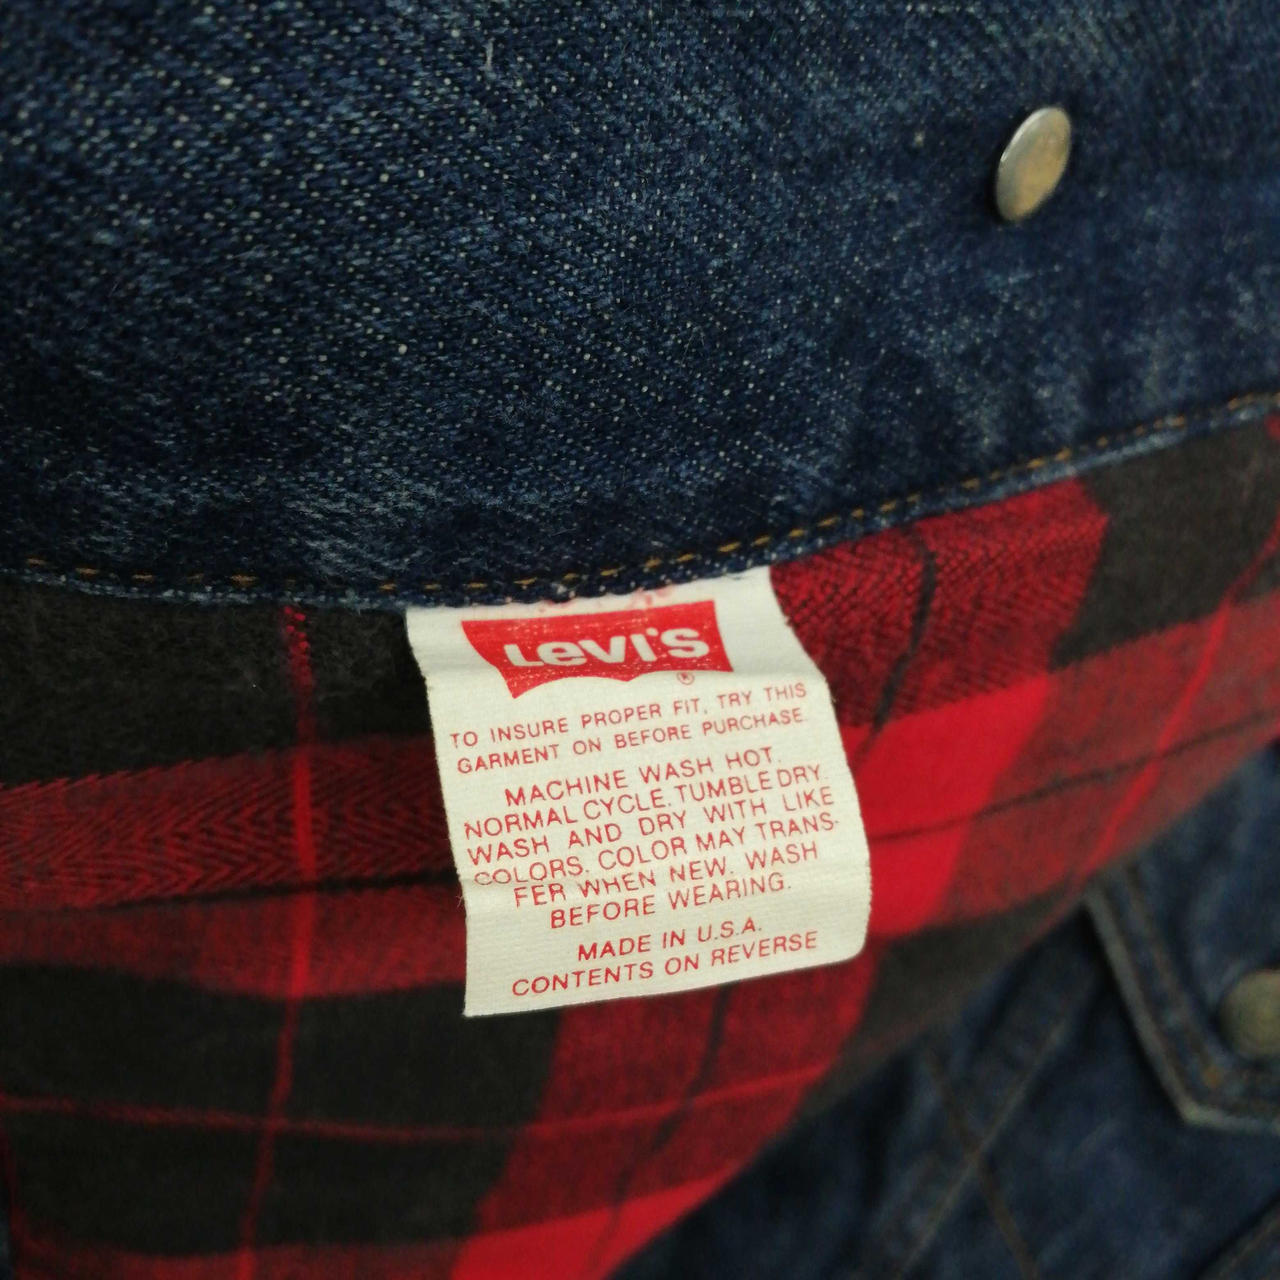 LEVI'S
®
TO INSURE PROPER FIT, TRY THIS
GARMENT ON BEFORE PURCHASE.
MACHINE WASH HOT.
NORMAL CYCLE. TUMBLE DRY.
WASH AND DRY WITH LIKE
COLORS. COLOR MAY TRANS-
FER WHEN NEW. WASH
BEFORE WEARING.
MADE IN U.S.A.
CONTENTS ON REVERSE